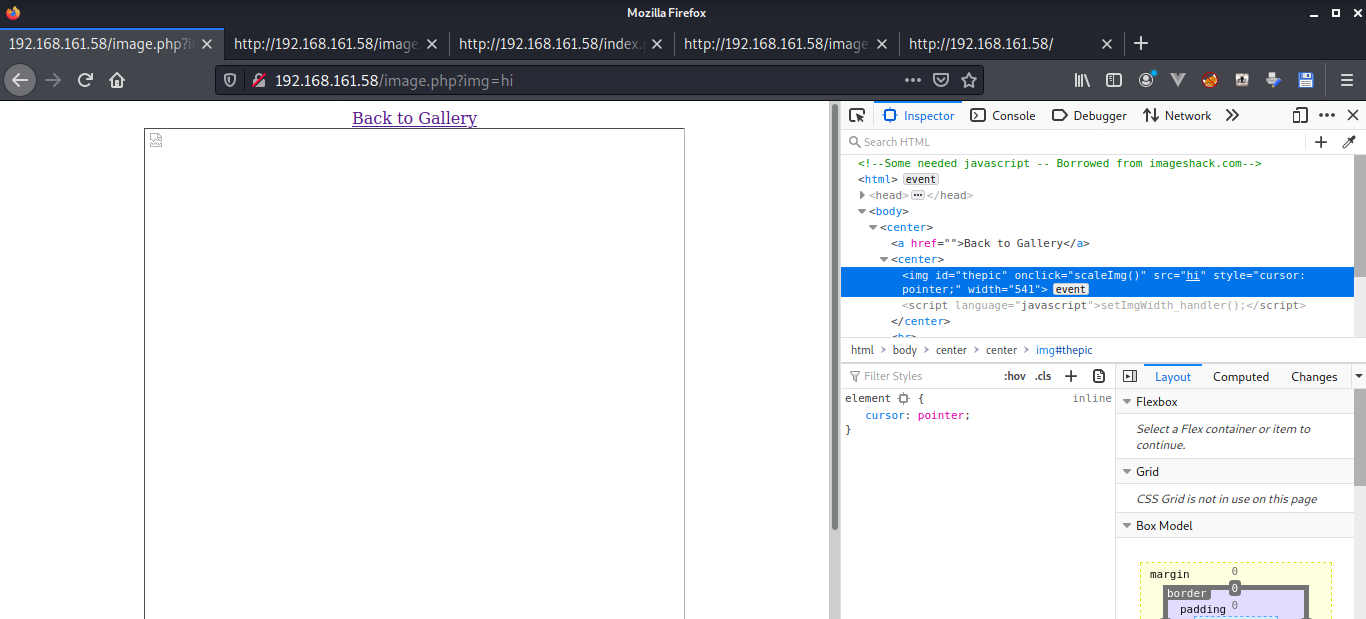 Mozilla Firefox
192.168.161.58/image.php?i
http://192.168.161.58/image
http://192.168.161.58/index.
http://192.168.161.58/image
http://192.168.161.58/
192.168.161.58/image.php?img=hi
Back to Gallery
Inspector
Console
Debugger
Network
Search HTML
<!--Some needed javascript -- Borrowed from imageshack.com-->
<html> event
<head> ··· </head>
<body>
<center>
<a href="">Back to Gallery</a>
<center>
<img id="thepic" onclick="scaleImg()" src="hi" style="cursor:
pointer;" width="541"> event
<script language="javascript">setImgWidth_handler();</script>
</center>
<hr>
html > body > center > center > img#thepic
Filter Styles
:hov .cls
Layout
Computed
Changes
element {
inline
cursor: pointer;
}
Flexbox
Select a Flex container or item to
continue.
Grid
CSS Grid is not in use on this page
Box Model
margin
0
border
0
padding
0